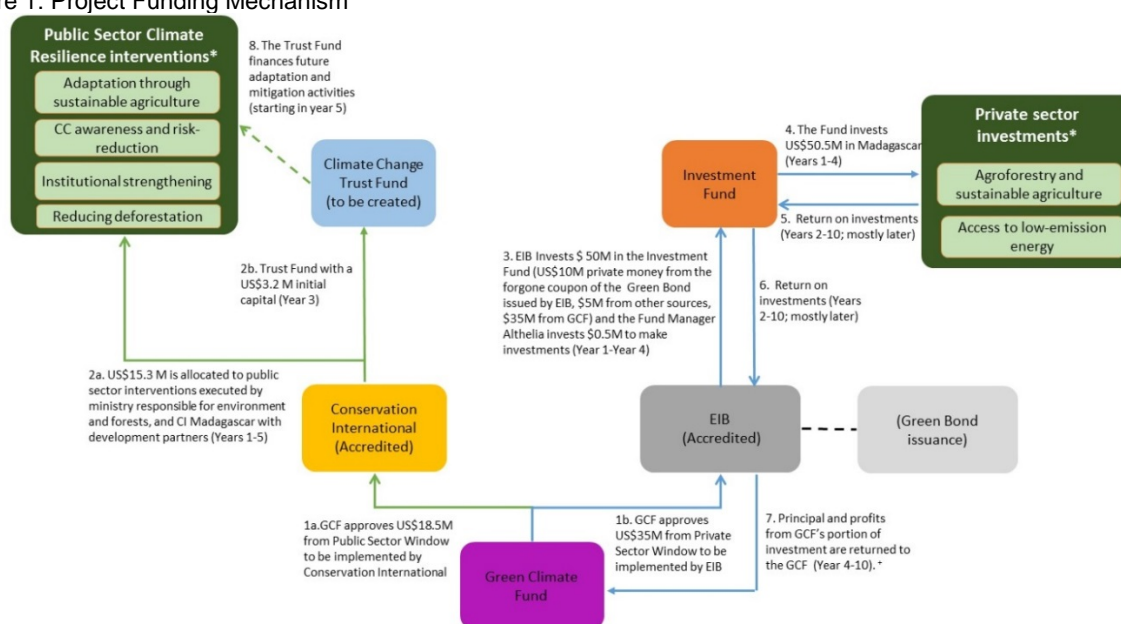 re 1. Project Funding Mechanism
Public Sector Climate
Resilience interventions*
Adaptation through
sustainable agriculture
CC awareness and risk-
reduction
Institutional strengthening
Reducing deforestation
8. The Trust Fund
finances future
adaptation and
mitigation activities
(starting in year 5)
Climate Change
Trust Fund
(to be created)
Investment
Fund
4. The Fund invests
US$50.5M in Madagascar
(Years 1-4)
5. Return on investments
(Years 2-10; mostly later)
Private sector
investments*
Agroforestry and
sustainable agriculture
Access to low-emission
energy
2b. Trust Fund with a
US$3.2 M initial
capital (Year 3)
3. EIB Invests $ 50M in the Investment
Fund (US$10M private money from the
forgone coupon of the Green Bond
issued by EIB, $5M from other sources,
$35M from GCF) and the Fund Manager
Althelia invests $0.5M to make
investments (Year 1-Year 4)
6. Return on
investments (Years
2-10; mostly later)
2a. US$15.3 M is allocated to public
sector interventions executed by
ministry responsible for environment
and forests, and CI Madagascar with
development partners (Years 1-5)
Conservation
International
(Accredited)
EIB
(Accredited)
(Green Bond
issuance)
1a.GCF approves US$18.5M
from Public Sector Window
to be implemented by
Conservation International
1b. GCF approves
US$35M from Private
Sector Window to be
implemented by EIB
7. Principal and profits
from GCF's portion of
investment are returned to
the GCF (Year 4-10). +
Green Climate
Fund